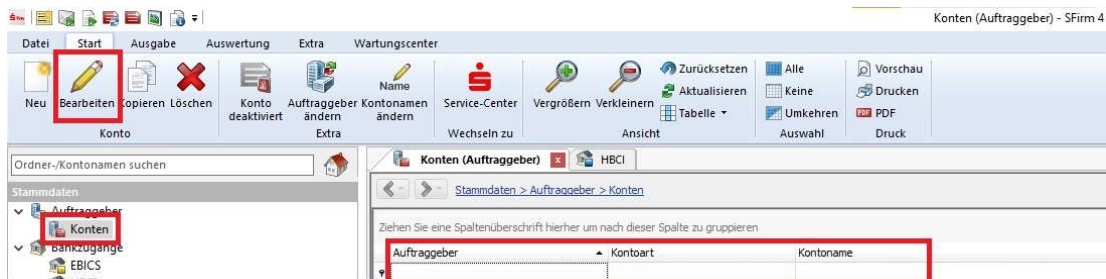 Konten (Auftraggeber) - SFirm 4
Datei Start Ausgabe Auswertung Extra Wartungscenter
Neu Bearbeiten Kopieren Löschen
Konto deaktiviert
Auftraggeber ändern
Name
Kontonamen ändern
Service-Center
Vergrößern Verkleinern
Zurücksetzen
Aktualisieren
Tabelle
Alle
Keine
Umkehren
Vorschau
Drucken
PDF PDF
Konto Extra Wechseln zu Ansicht Auswahl Druck
Ordner-/Kontonamen suchen
Stammdaten
Auftraggeber
Konten
Bankzugänge
EBICS
Konten (Auftraggeber) x HBCI
Stammdaten > Auftraggeber > Konten
Ziehen Sie eine Spaltenüberschrift hierher um nach dieser Spalte zu gruppieren
Auftraggeber Kontoart Kontoname